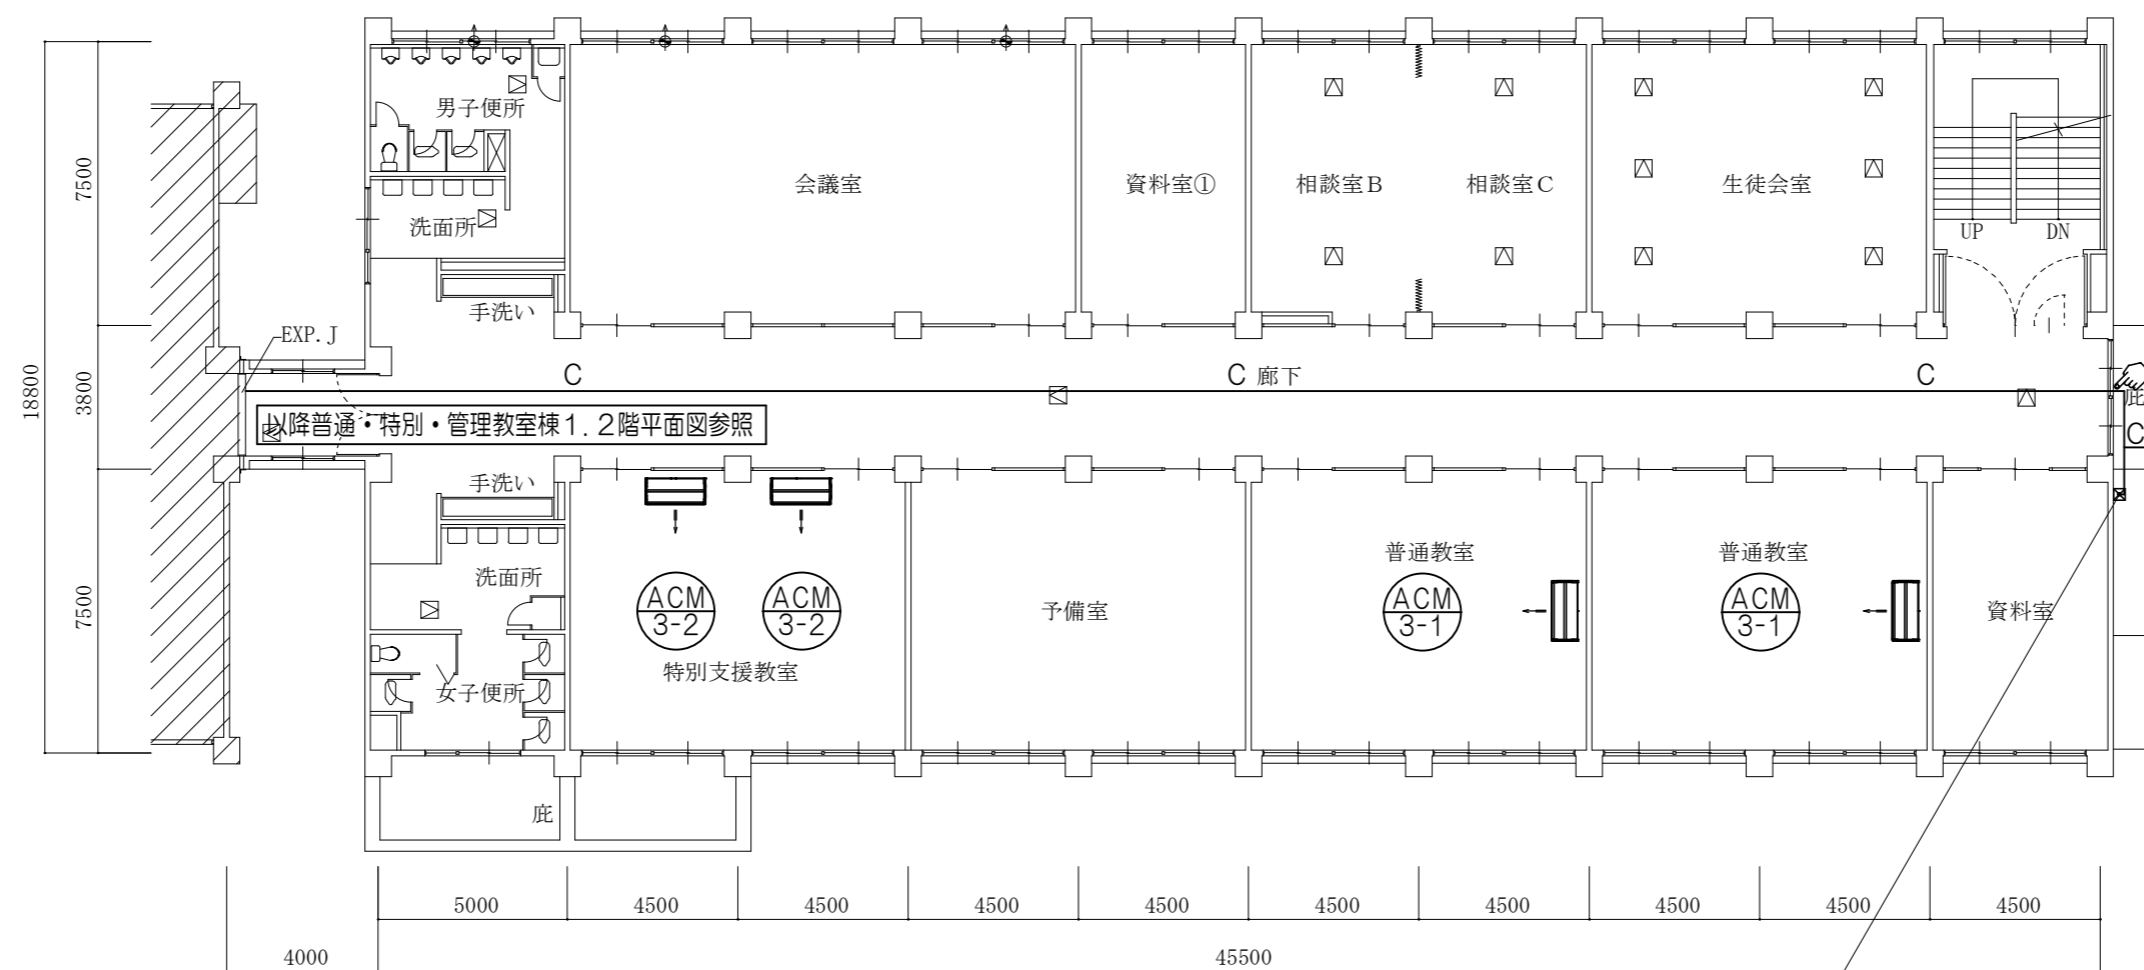 男子便所
洗面所
手洗い
会議室
資料室①
相談室B
相談室C
生徒会室
UP
DN
EXP.J
C
C 廊下
C
庇
C
以降普通・特別・管理教室棟1.2階平面図参照
手洗い
洗面所
女子便所
ACM
3-2
ACM
3-2
特別支援教室
予備室
普通教室
ACM
3-1
普通教室
ACM
3-1
資料室
庇
18800
7500
3800
7500
5000
4500
4500
4500
4500
4500
4500
4500
4500
4500
4000
45500